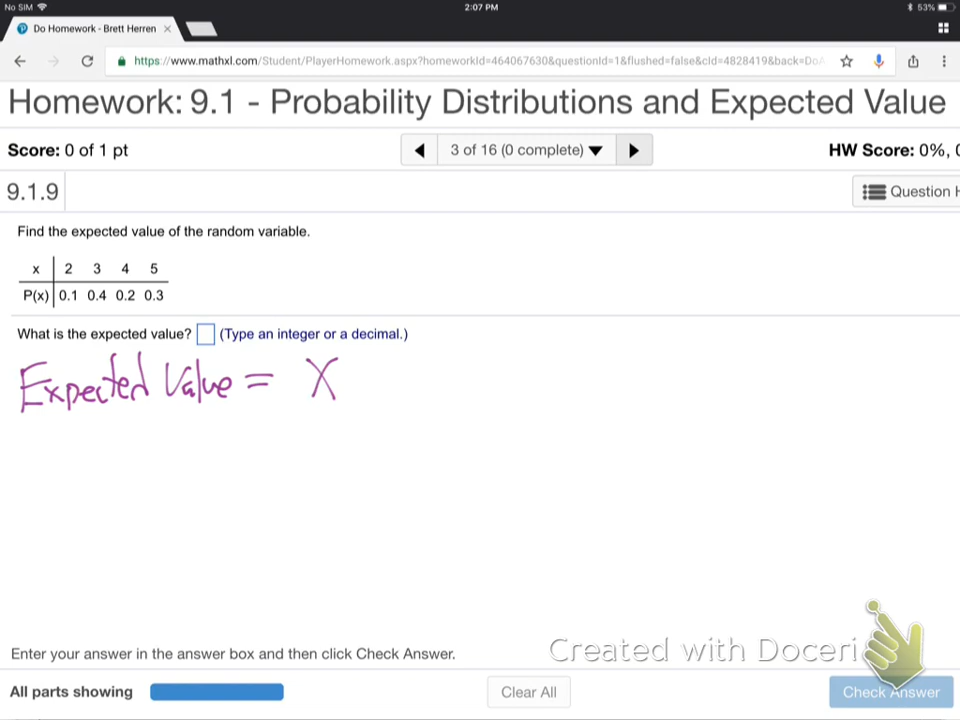 No SIM 2:07 PM 53%
Do Homework - Brett Herren ×
https://www.mathxl.com/Student/PlayerHomework.aspx?homeworkId=464067630&questionId=1&flushed=false&cId=4828419&back=DoA
Homework: 9.1 - Probability Distributions and Expected Value
Score: 0 of 1 pt 3 of 16 (0 complete) HW Score: 0%, 0
9.1.9 Question H
Find the expected value of the random variable.
x 2 3 4 5
P(x) 0.1 0.4 0.2 0.3
What is the expected value? (Type an integer or a decimal.)
Expected Value = X
Enter your answer in the answer box and then click Check Answer.
Created with Doceri
All parts showing Clear All Check Answer